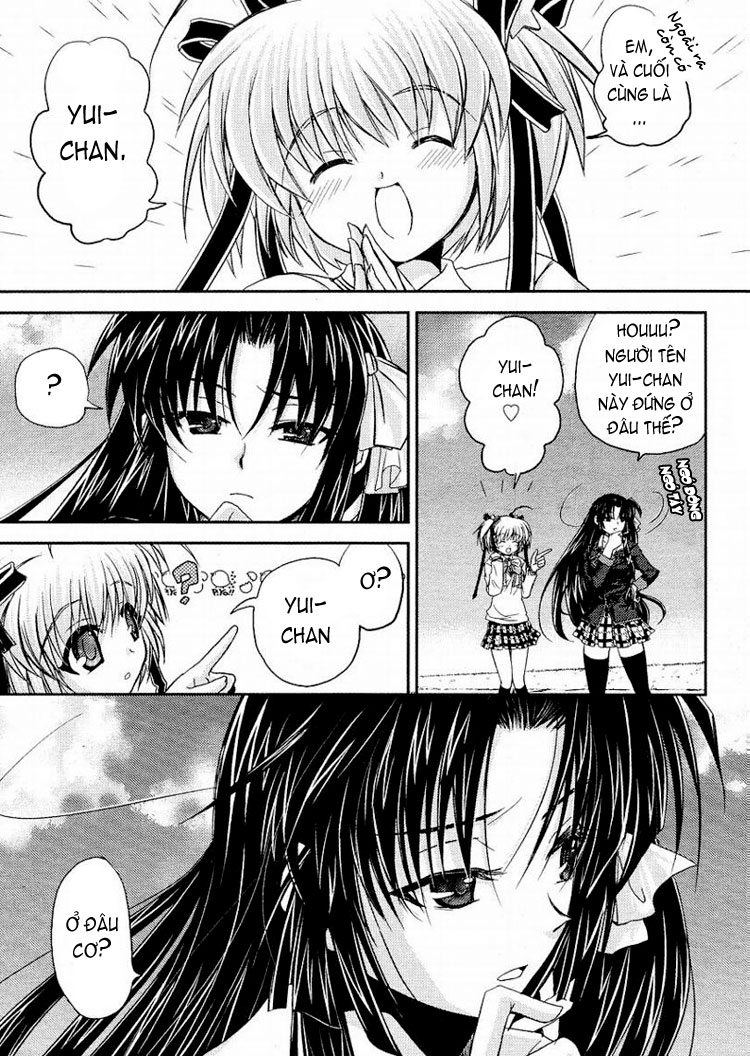 Ngoài ra
còn có
EM,
VÀ CUỐI
CÙNG LÀ
...
YUI-
CHAN.
HOUUU?
NGƯỜI TÊN
YUI-CHAN
NÀY ĐỨNG Ở
ĐÂU THẾ?
NGÓ ĐÔNG
NGÓ TÂY
YUI-
CHAN!
♡
?
Ơ?
YUI-
CHAN
?
Ở ĐÂU
CƠ?